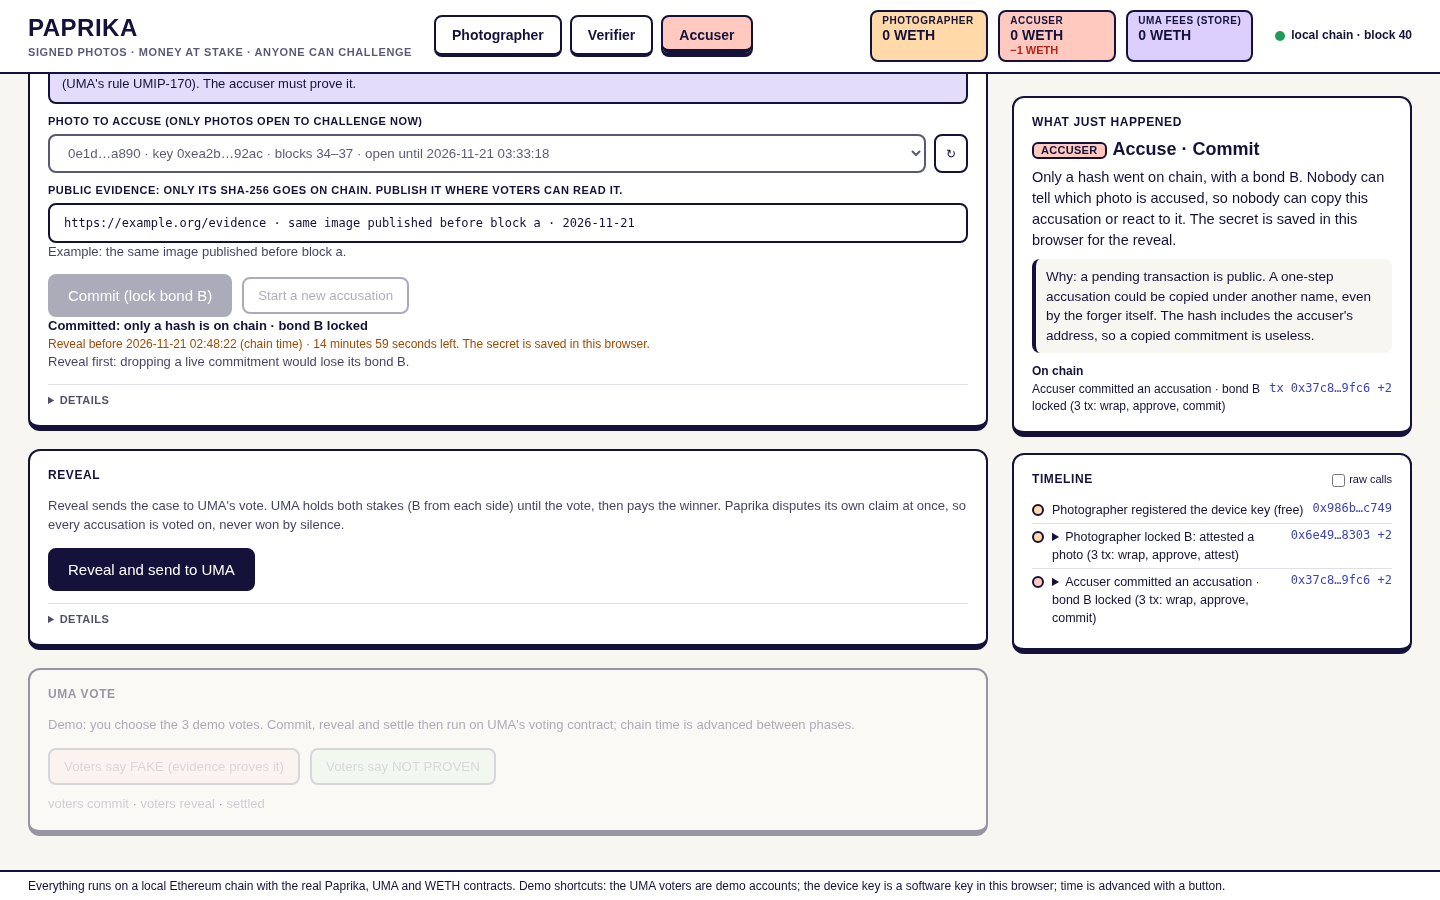 PAPRIKA
SIGNED PHOTOS · MONEY AT STAKE · ANYONE CAN CHALLENGE
Photographer
Verifier
Accuser
PHOTOGRAPHER
0 WETH
ACCUSER
0 WETH
−1 WETH
UMA FEES (STORE)
0 WETH
local chain · block 40
(UMA's rule UMIP-170). The accuser must prove it.
PHOTO TO ACCUSE (ONLY PHOTOS OPEN TO CHALLENGE NOW)
0e1d…a890 · key 0xea2b…92ac · blocks 34–37 · open until 2026-11-21 03:33:18
↻
PUBLIC EVIDENCE: ONLY ITS SHA-256 GOES ON CHAIN. PUBLISH IT WHERE VOTERS CAN READ IT.
https://example.org/evidence · same image published before block a · 2026-11-21
Example: the same image published before block a.
Commit (lock bond B)
Start a new accusation
Committed: only a hash is on chain · bond B locked
Reveal before 2026-11-21 02:48:22 (chain time) · 14 minutes 59 seconds left. The secret is saved in this browser.
Reveal first: dropping a live commitment would lose its bond B.
▶ DETAILS
REVEAL
Reveal sends the case to UMA's vote. UMA holds both stakes (B from each side) until the vote, then pays the winner. Paprika disputes its own claim at once, so
every accusation is voted on, never won by silence.
Reveal and send to UMA
▶ DETAILS
UMA VOTE
Demo: you choose the 3 demo votes. Commit, reveal and settle then run on UMA's voting contract; chain time is advanced between phases.
Voters say FAKE (evidence proves it)
Voters say NOT PROVEN
voters commit · voters reveal · settled
WHAT JUST HAPPENED
ACCUSER Accuse · Commit
Only a hash went on chain, with a bond B. Nobody can
tell which photo is accused, so nobody can copy this
accusation or react to it. The secret is saved in this
browser for the reveal.
Why: a pending transaction is public. A one-step
accusation could be copied under another name, even
by the forger itself. The hash includes the accuser's
address, so a copied commitment is useless.
On chain
Accuser committed an accusation · bond B tx 0x37c8…9fc6 +2
locked (3 tx: wrap, approve, commit)
TIMELINE
raw calls
Photographer registered the device key (free) 0x986b…c749
▶ Photographer locked B: attested a 0x6e49…8303 +2
photo (3 tx: wrap, approve, attest)
▶ Accuser committed an accusation · 0x37c8…9fc6 +2
bond B locked (3 tx: wrap, approve,
commit)
Everything runs on a local Ethereum chain with the real Paprika, UMA and WETH contracts. Demo shortcuts: the UMA voters are demo accounts; the device key is a software key in this browser; time is advanced with a button.